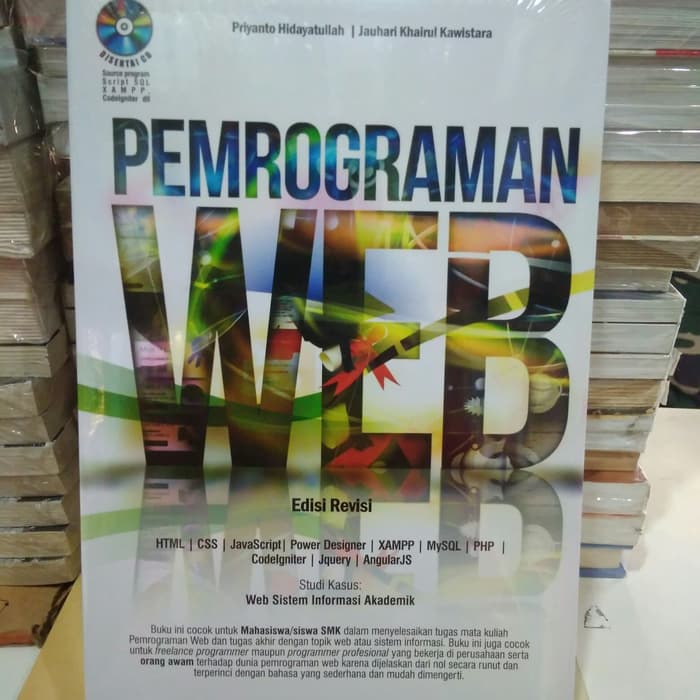 Priyanto Hidayatullah | Jauhari Khairul Kawistara
DISERTAI CD
Source program
Script SQL
XAMPP,
CodeIgniter dll
PEMROGRAMAN
WEB
Edisi Revisi
HTML | CSS | JavaScript| Power Designer | XAMPP | MySQL | PHP |
CodeIgniter | Jquery | AngularJS
Studi Kasus:
Web Sistem Informasi Akademik
Buku ini cocok untuk Mahasiswa/siswa SMK dalam menyelesaikan tugas mata kuliah
Pemrograman Web dan tugas akhir dengan topik web atau sistem informasi. Buku ini juga cocok
untuk freelance programmer maupun programmer profesional yang bekerja di perusahaan serta
orang awam terhadap dunia pemrograman web karena dijelaskan dari nol secara runut dan
terperinci dengan bahasa yang sederhana dan mudah dimengerti.